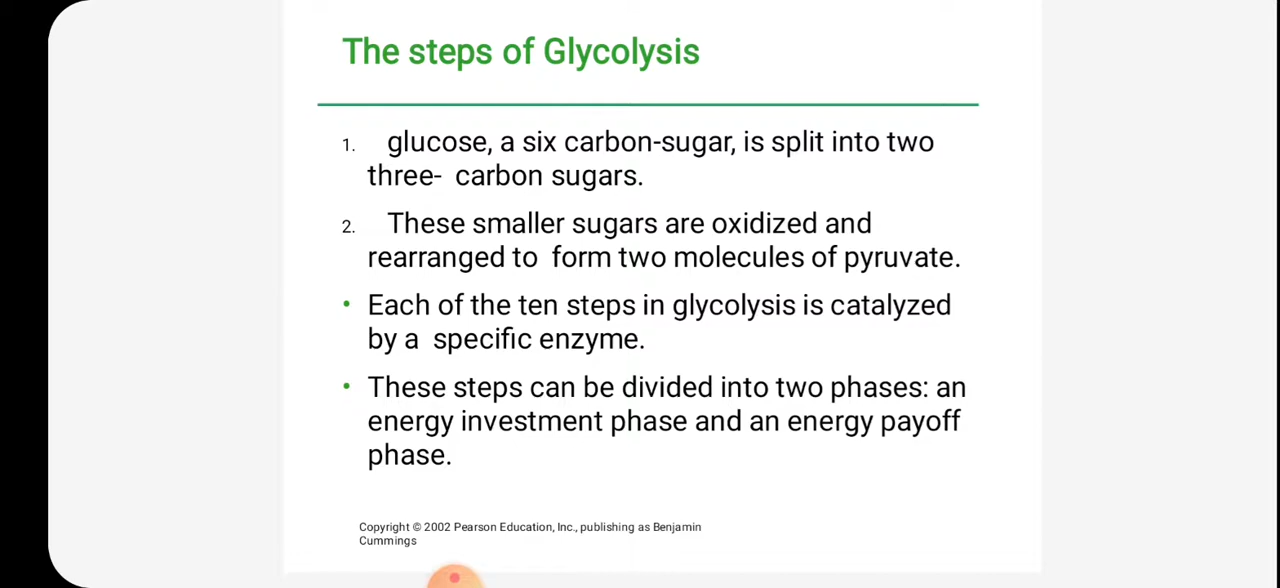 The steps of Glycolysis
1. glucose, a six carbon-sugar, is split into two
three- carbon sugars.
2. These smaller sugars are oxidized and
rearranged to form two molecules of pyruvate.
• Each of the ten steps in glycolysis is catalyzed
by a specific enzyme.
• These steps can be divided into two phases: an
energy investment phase and an energy payoff
phase.
Copyright © 2002 Pearson Education, Inc., publishing as Benjamin
Cummings